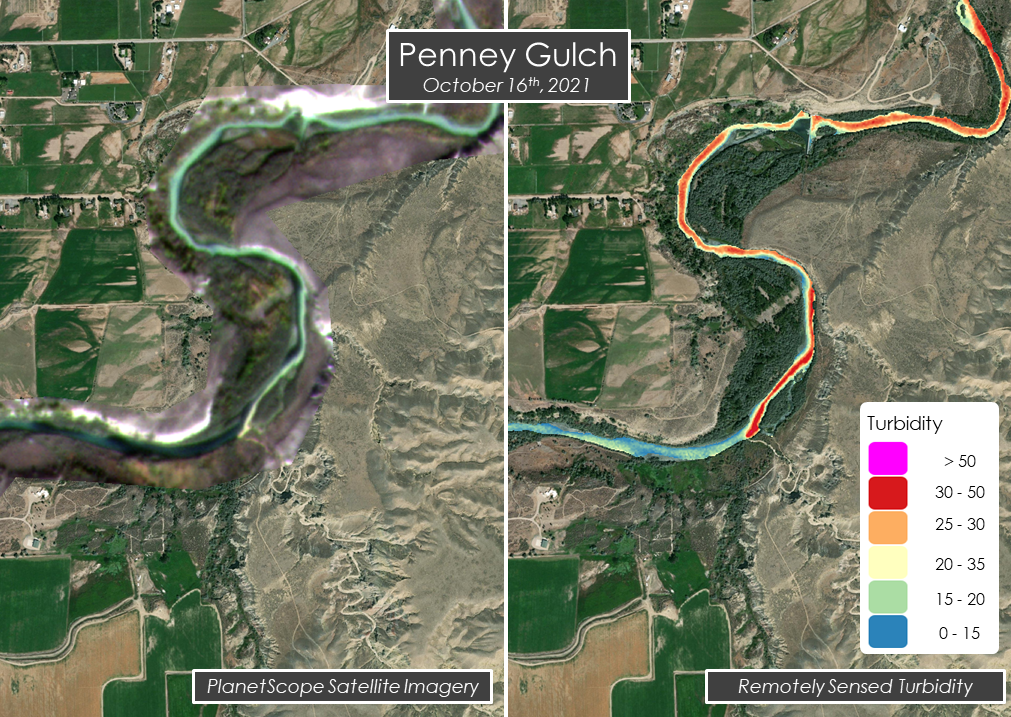 Penney Gulch
October 16th, 2021
Turbidity
> 50
30 - 50
25 - 30
20 - 35
15 - 20
0 - 15
PlanetScope Satellite Imagery
Remotely Sensed Turbidity